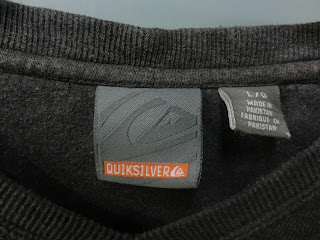 QUIKSILVER
L/G
MADE IN
PAKISTAN
FABRIQUE EN
PAKISTAN